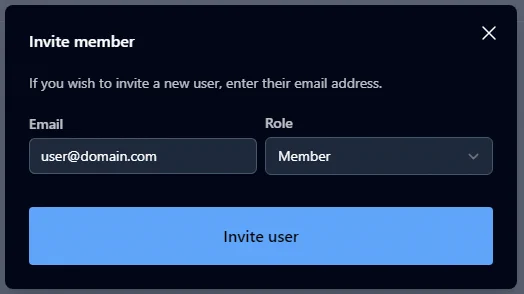 Invite member
If you wish to invite a new user, enter their email address.
Email
Role
user@domain.com
Member
Invite user